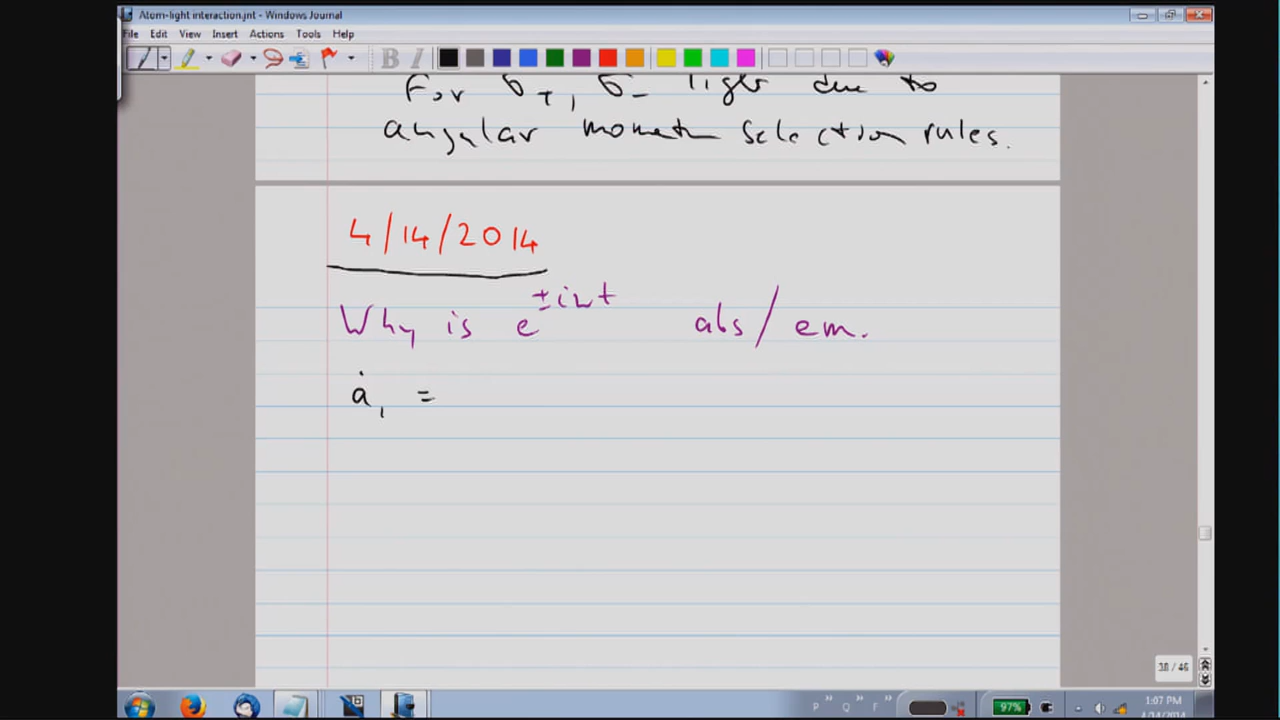 Atom-light interaction.jnt - Windows Journal
File Edit View Insert Actions Tools Help
B I
For σ+, σ- light due to
angular moment selection rules.
4/14/2014
Why is e^±iωt abs/em.
ȧ₁ =
38 / 46
P » Q » F »
97%
1:07 PM
4/14/2014